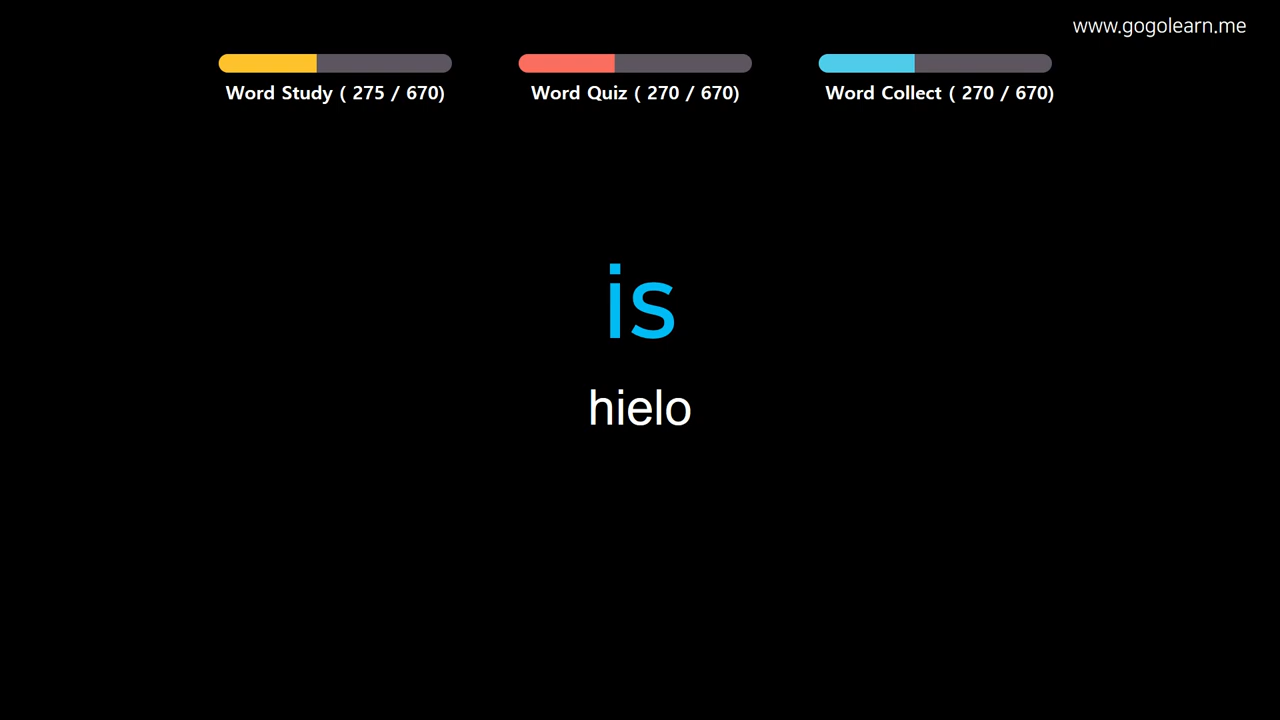 www.gogolearn.me
Word Study ( 275 / 670)
Word Quiz ( 270 / 670)
Word Collect ( 270 / 670)
is
hielo